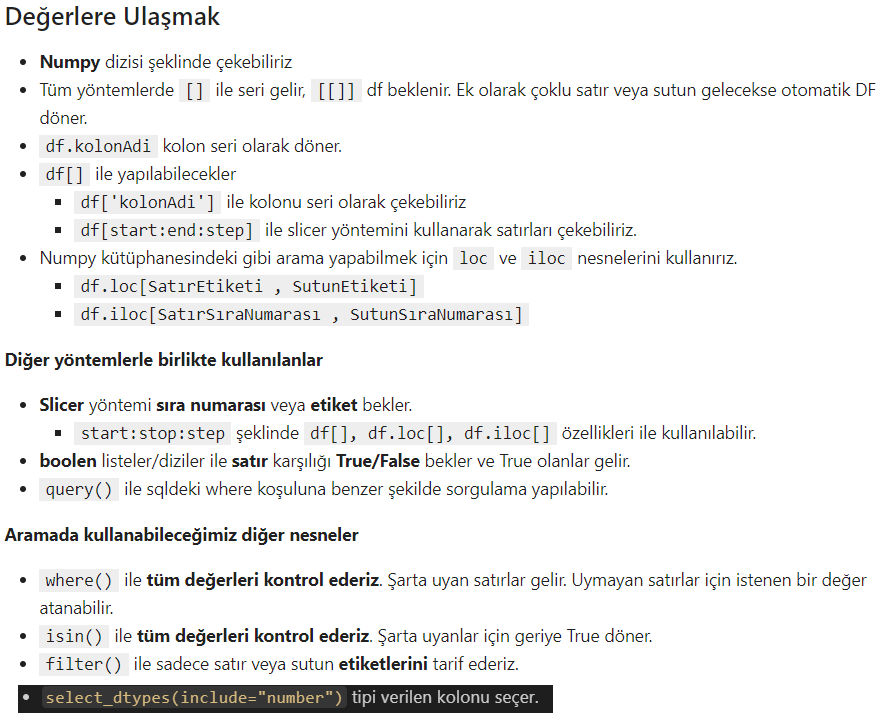 Değerlere Ulaşmak
Numpy dizisi şeklinde çekebiliriz
Tüm yöntemlerde [] ile seri gelir, [[]] df beklenir. Ek olarak çoklu satır veya sutun gelecekse otomatik DF
döner.
df.kolonAdi kolon seri olarak döner.
df[] ile yapılabilecekler
df['kolonAdi'] ile kolonu seri olarak çekebiliriz
df[start:end:step] ile slicer yöntemini kullanarak satırları çekebiliriz.
Numpy kütüphanesindeki gibi arama yapabilmek için loc ve iloc nesnelerini kullanırız.
df.loc[SatırEtiketi , SutunEtiketi]
df.iloc[SatırSıraNumarası , SutunSıraNumarası]
Diğer yöntemlerle birlikte kullanılanlar
Slicer yöntemi sıra numarası veya etiket bekler.
start:stop:step şeklinde df[], df.loc[], df.iloc[] özellikleri ile kullanılabilir.
boolen listeler/diziler ile satır karşılığı True/False bekler ve True olanlar gelir.
query() ile sqldeki where koşuluna benzer şekilde sorgulama yapılabilir.
Aramada kullanabileceğimiz diğer nesneler
where() ile tüm değerleri kontrol ederiz. Şarta uyan satırlar gelir. Uymayan satırlar için istenen bir değer
atanabilir.
isin() ile tüm değerleri kontrol ederiz. Şarta uyanlar için geriye True döner.
filter() ile sadece satır veya sutun etiketlerini tarif ederiz.
select_dtypes(include="number") tipi verilen kolonu seçer.